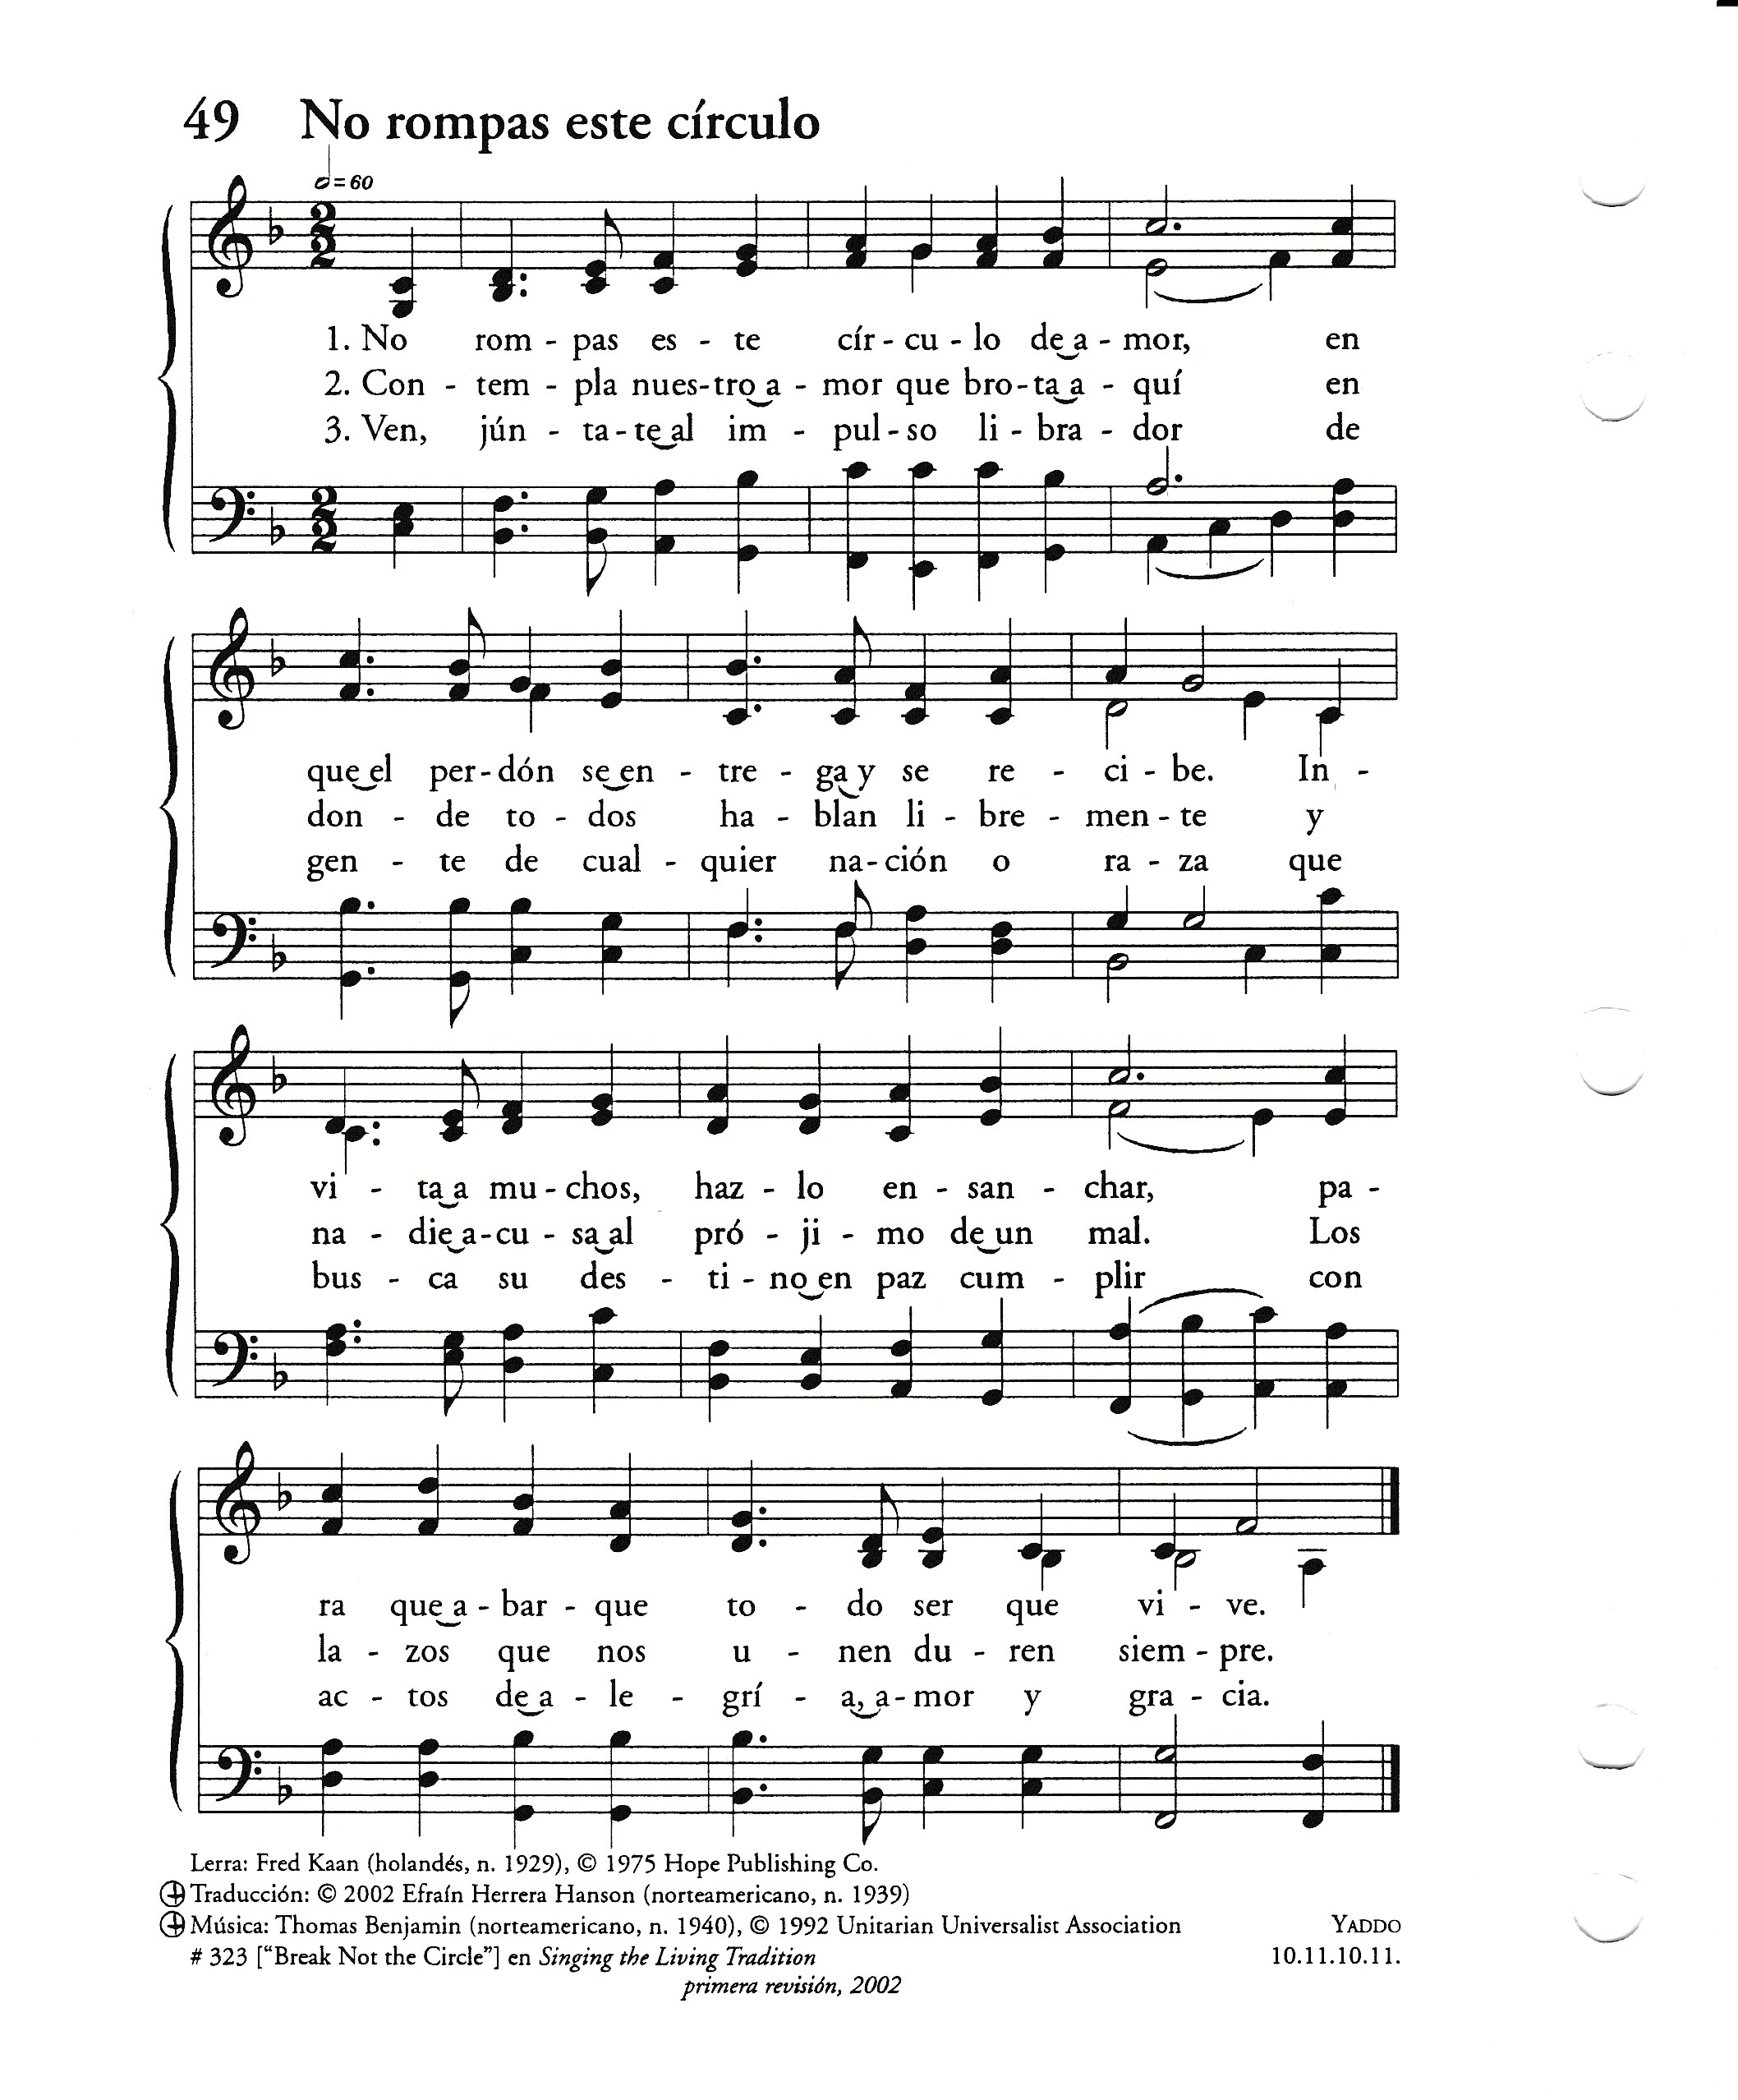 49 No rompas este círculo
𝅗𝅥 = 60
1. No rom - pas es - te cír - cu - lo de‿a - mor, en
2. Con - tem - pla nues - tro‿a - mor que bro - ta‿a - quí en
3. Ven, jún - ta - te‿al im - pul - so li - bra - dor de
que‿el per - dón se‿en - tre - ga‿y se re - ci - be. In -
don - de to - dos ha - blan li - bre - men - te y
gen - te de cual - quier na - ción o ra - za que
vi - ta‿a mu - chos, haz - lo en - san - char, pa -
na - die‿a - cu - sa‿al pró - ji - mo de‿un mal. Los
bus - ca su des - ti - no‿en paz cum - plir con
ra que‿a - bar - que to - do ser que vi - ve.
la - zos que nos u - nen du - ren siem - pre.
ac - tos de‿a - le - grí - a,‿a - mor y gra - cia.
Lerra: Fred Kaan (holandés, n. 1929), © 1975 Hope Publishing Co.
Traducción: © 2002 Efraín Herrera Hanson (norteamericano, n. 1939)
Música: Thomas Benjamin (norteamericano, n. 1940), © 1992 Unitarian Universalist Association YADDO
# 323 [“Break Not the Circle”] en Singing the Living Tradition 10.11.10.11.
primera revisión, 2002